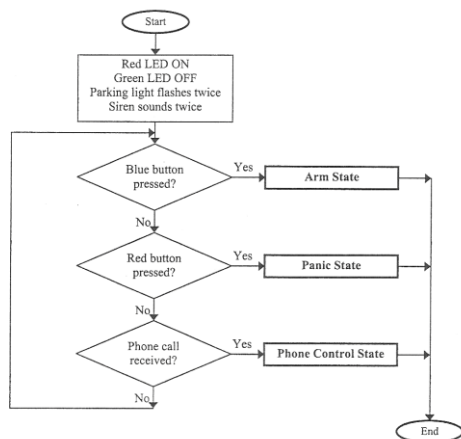 Start
Red LED ON
Green LED OFF
Parking light flashes twice
Siren sounds twice
Blue button
pressed?
Yes
Arm State
No
Red button
pressed?
Yes
Panic State
No
Phone call
received?
Yes
Phone Control State
No
End